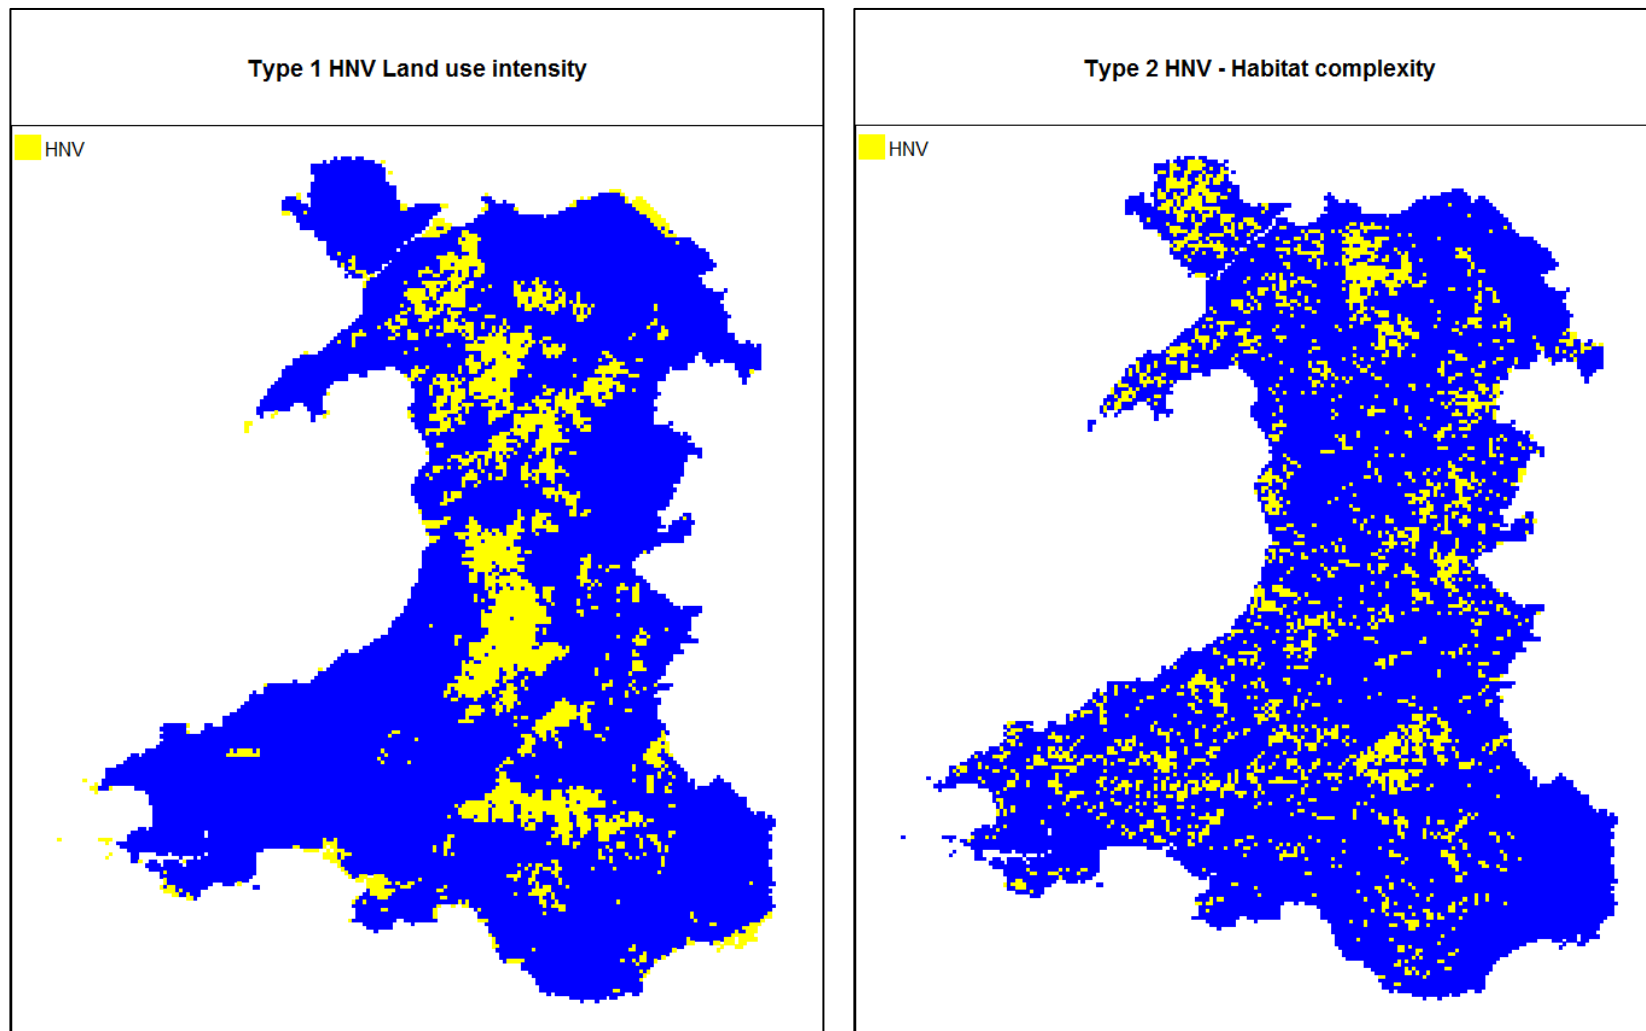 Type 1 HNV Land use intensity
HNV
Type 2 HNV - Habitat complexity
HNV